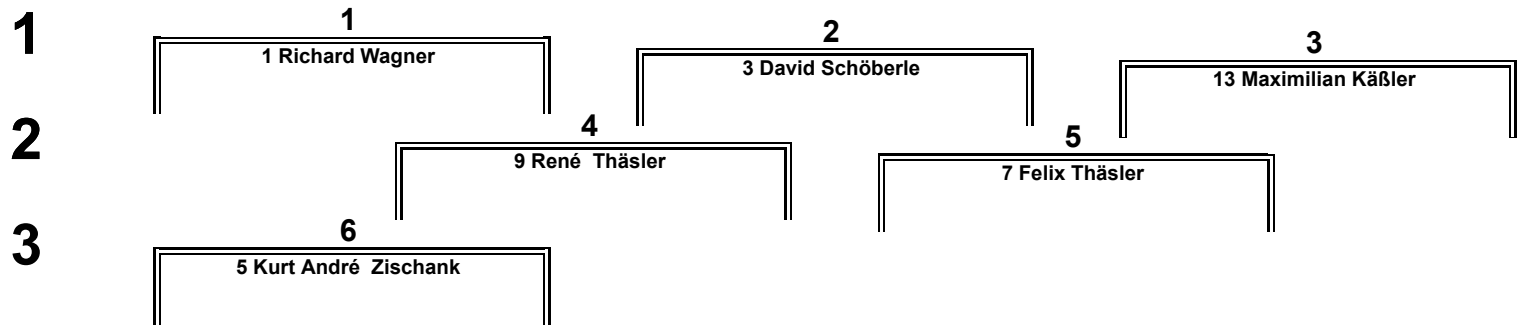 1
1
1 Richard Wagner
2
3 David Schöberle
3
13 Maximilian Käßler
2
4
9 René  Thäsler
5
7 Felix Thäsler
3
6
5 Kurt André  Zischank